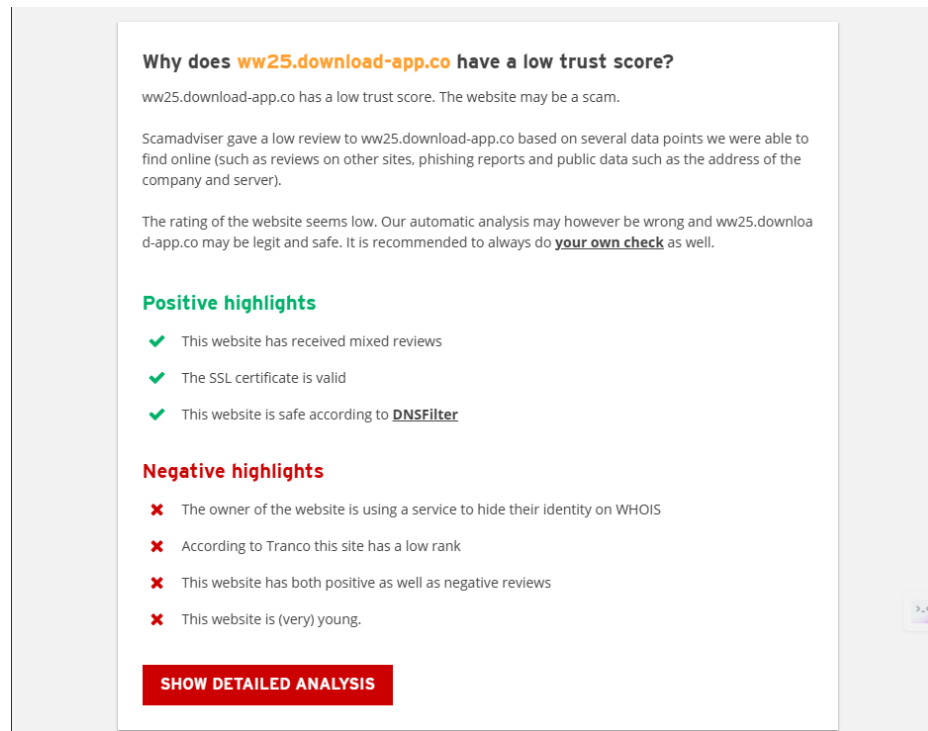 Why does ww25.download-app.co have a low trust score?
ww25.download-app.co has a low trust score. The website may be a scam.
Scamadviser gave a low review to ww25.download-app.co based on several data points we were able to
find online (such as reviews on other sites, phishing reports and public data such as the address of the
company and server).
The rating of the website seems low. Our automatic analysis may however be wrong and ww25.downloa
d-app.co may be legit and safe. It is recommended to always do your own check as well.
Positive highlights
This website has received mixed reviews
The SSL certificate is valid
This website is safe according to DNSFilter
Negative highlights
The owner of the website is using a service to hide their identity on WHOIS
According to Tranco this site has a low rank
This website has both positive as well as negative reviews
This website is (very) young.
SHOW DETAILED ANALYSIS